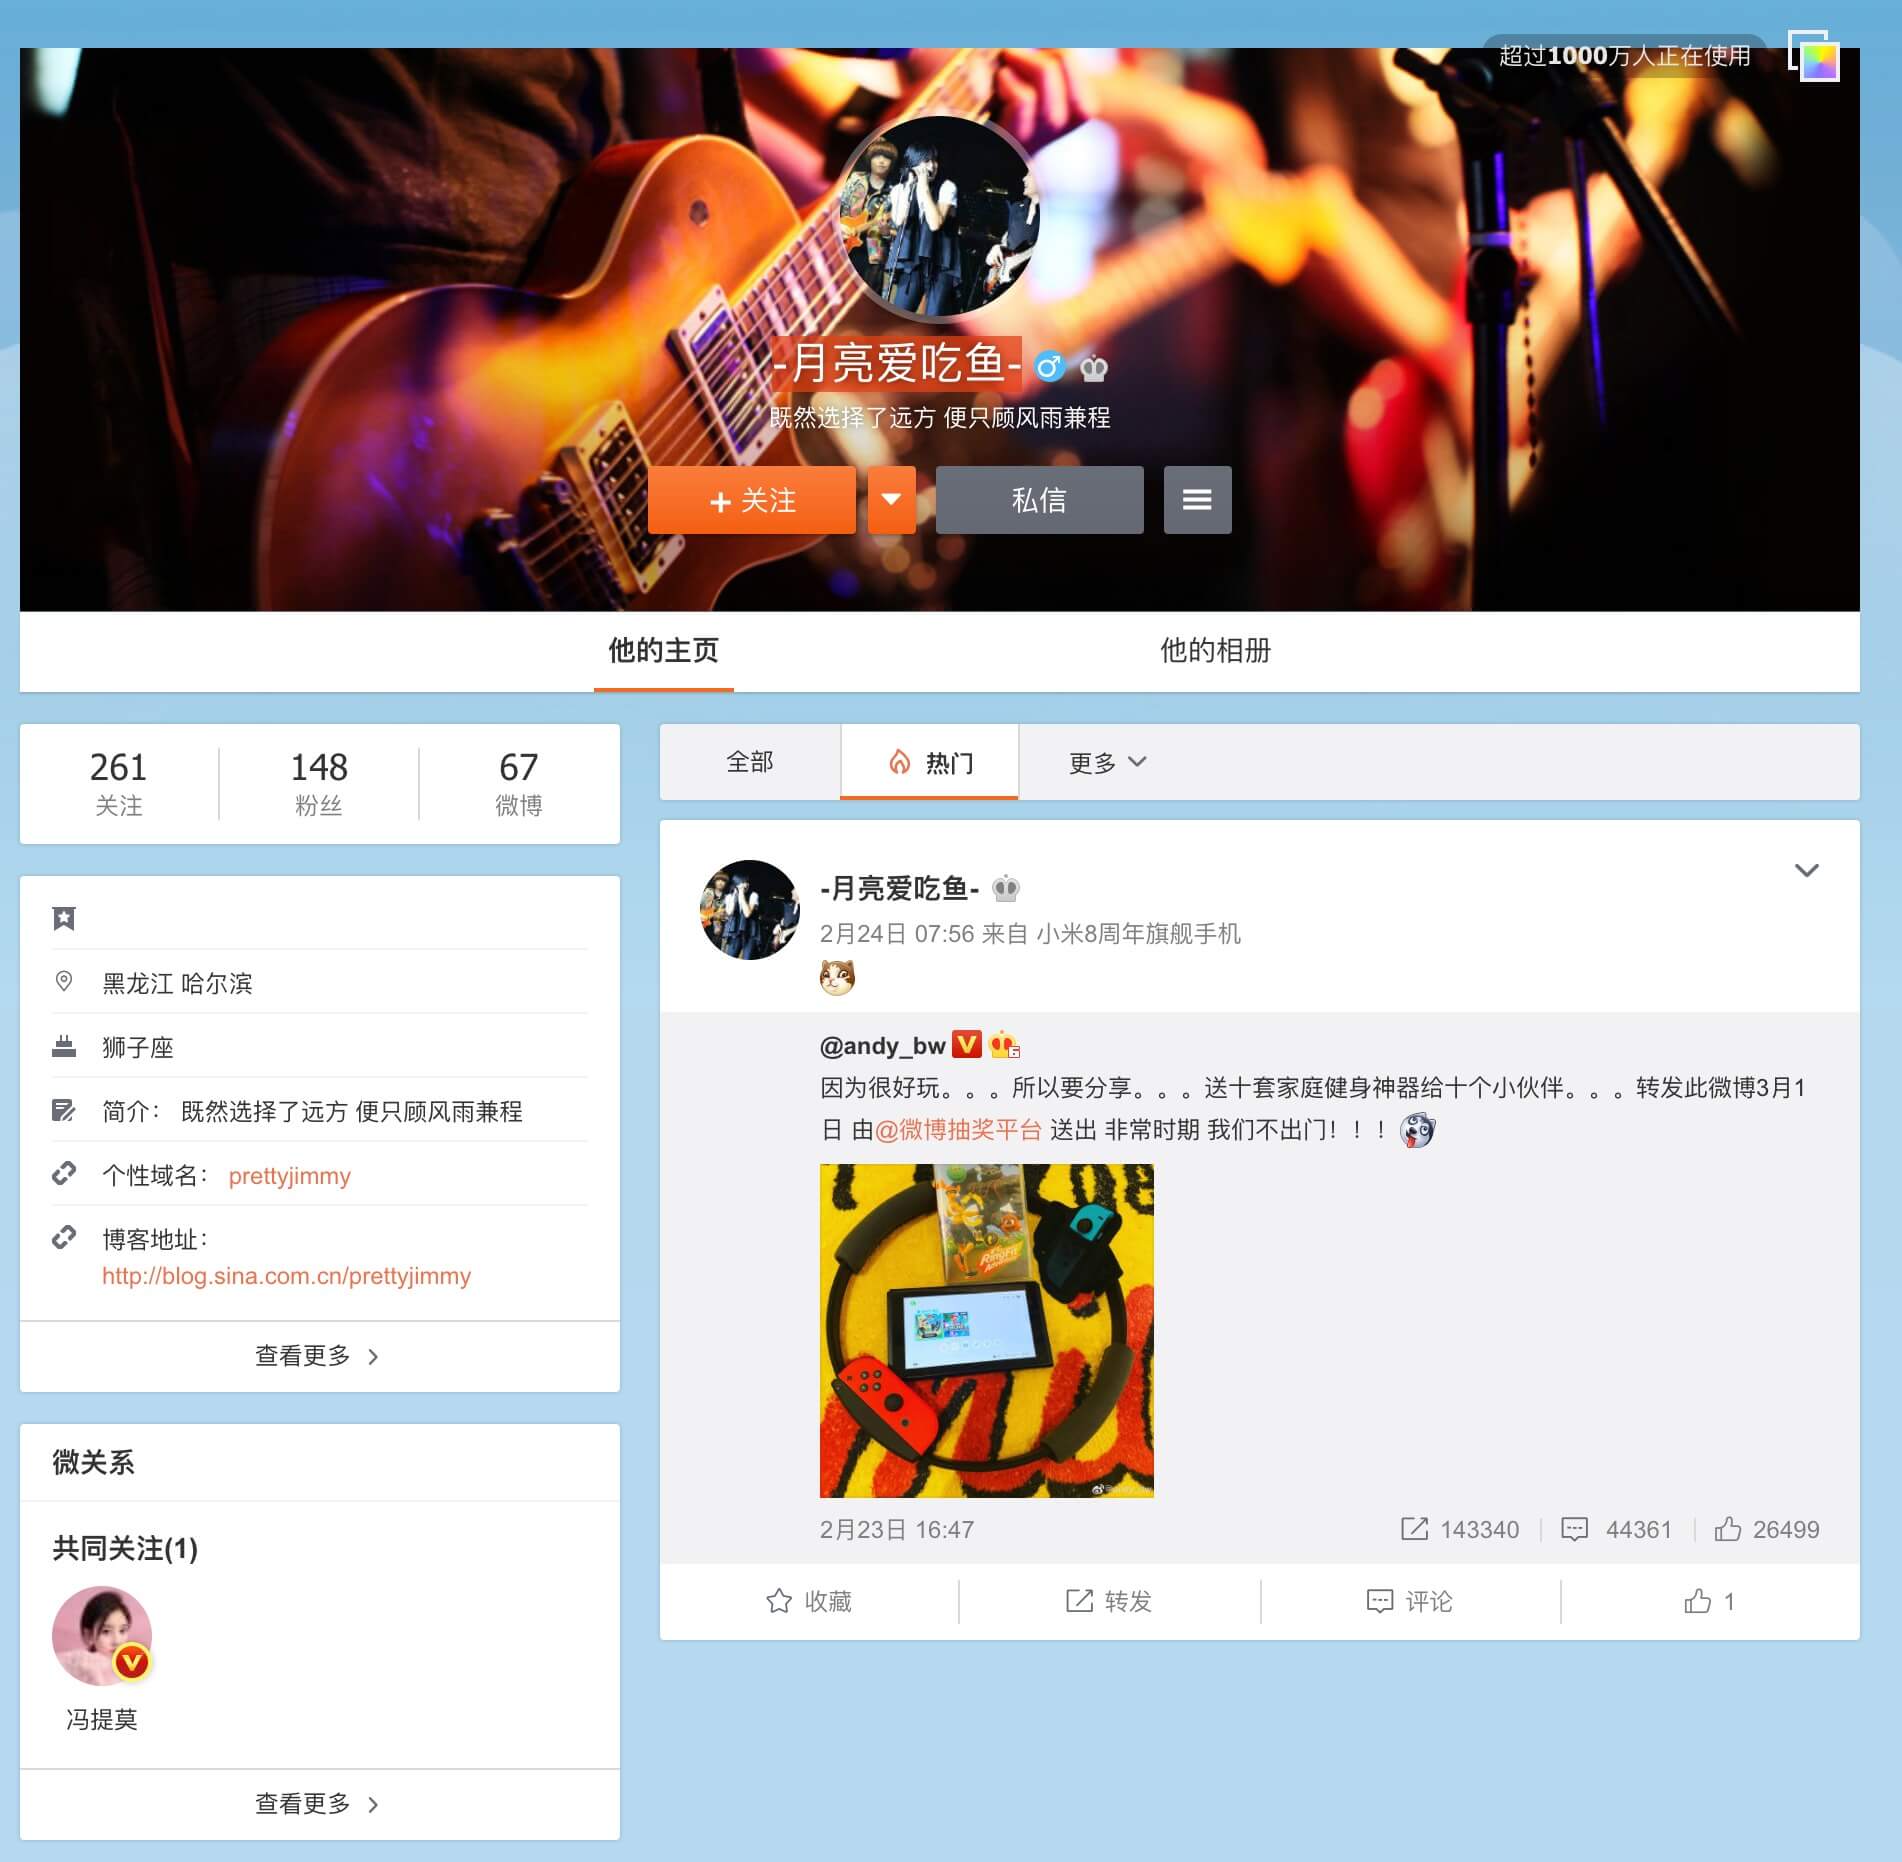 超过1000万人正在使用
-月亮爱吃鱼-
既然选择了远方 便只顾风雨兼程
+ 关注
私信
他的主页
他的相册
261
关注
148
粉丝
67
微博
黑龙江 哈尔滨
狮子座
简介： 既然选择了远方 便只顾风雨兼程
个性域名： prettyjimmy
博客地址：
http://blog.sina.com.cn/prettyjimmy
查看更多
微关系
共同关注(1)
V
冯提莫
查看更多
全部
热门
更多
-月亮爱吃鱼-
2月24日 07:56 来自 小米8周年旗舰手机
@andy_bw V
因为很好玩。。。所以要分享。。。送十套家庭健身神器给十个小伙伴。。。转发此微博3月1
日 由@微博抽奖平台 送出 非常时期 我们不出门！！！
RingFit
Adventure
2月23日 16:47
143340
44361
26499
收藏
转发
评论
1